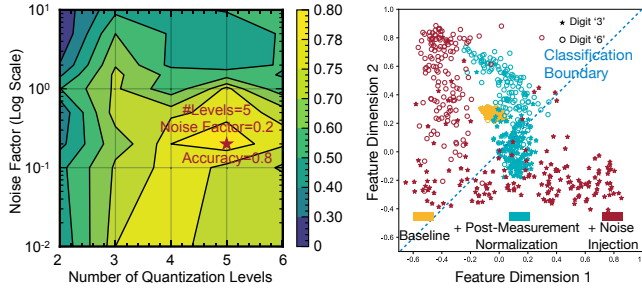 10¹
10⁰
10⁻¹
10⁻²
Noise Factor (Log Scale)
2 3 4 5 6
Number of Quantization Levels
#Levels=5
Noise Factor=0.2
Accuracy=0.8
0.80
0.78
0.75
0.70
0.60
0.50
0.40
0.30
0
1.0
0.8
0.6
0.4
0.2
0.0
-0.2
-0.4
-0.6
-0.8
Feature Dimension 2
Digit '3'
Digit '6'
Classification
Boundary
Baseline
+ Post-Measurement
Normalization
+ Noise
Injection
-0.6 -0.4 -0.2 0.0 0.2 0.4 0.6 0.8 1.0
Feature Dimension 1